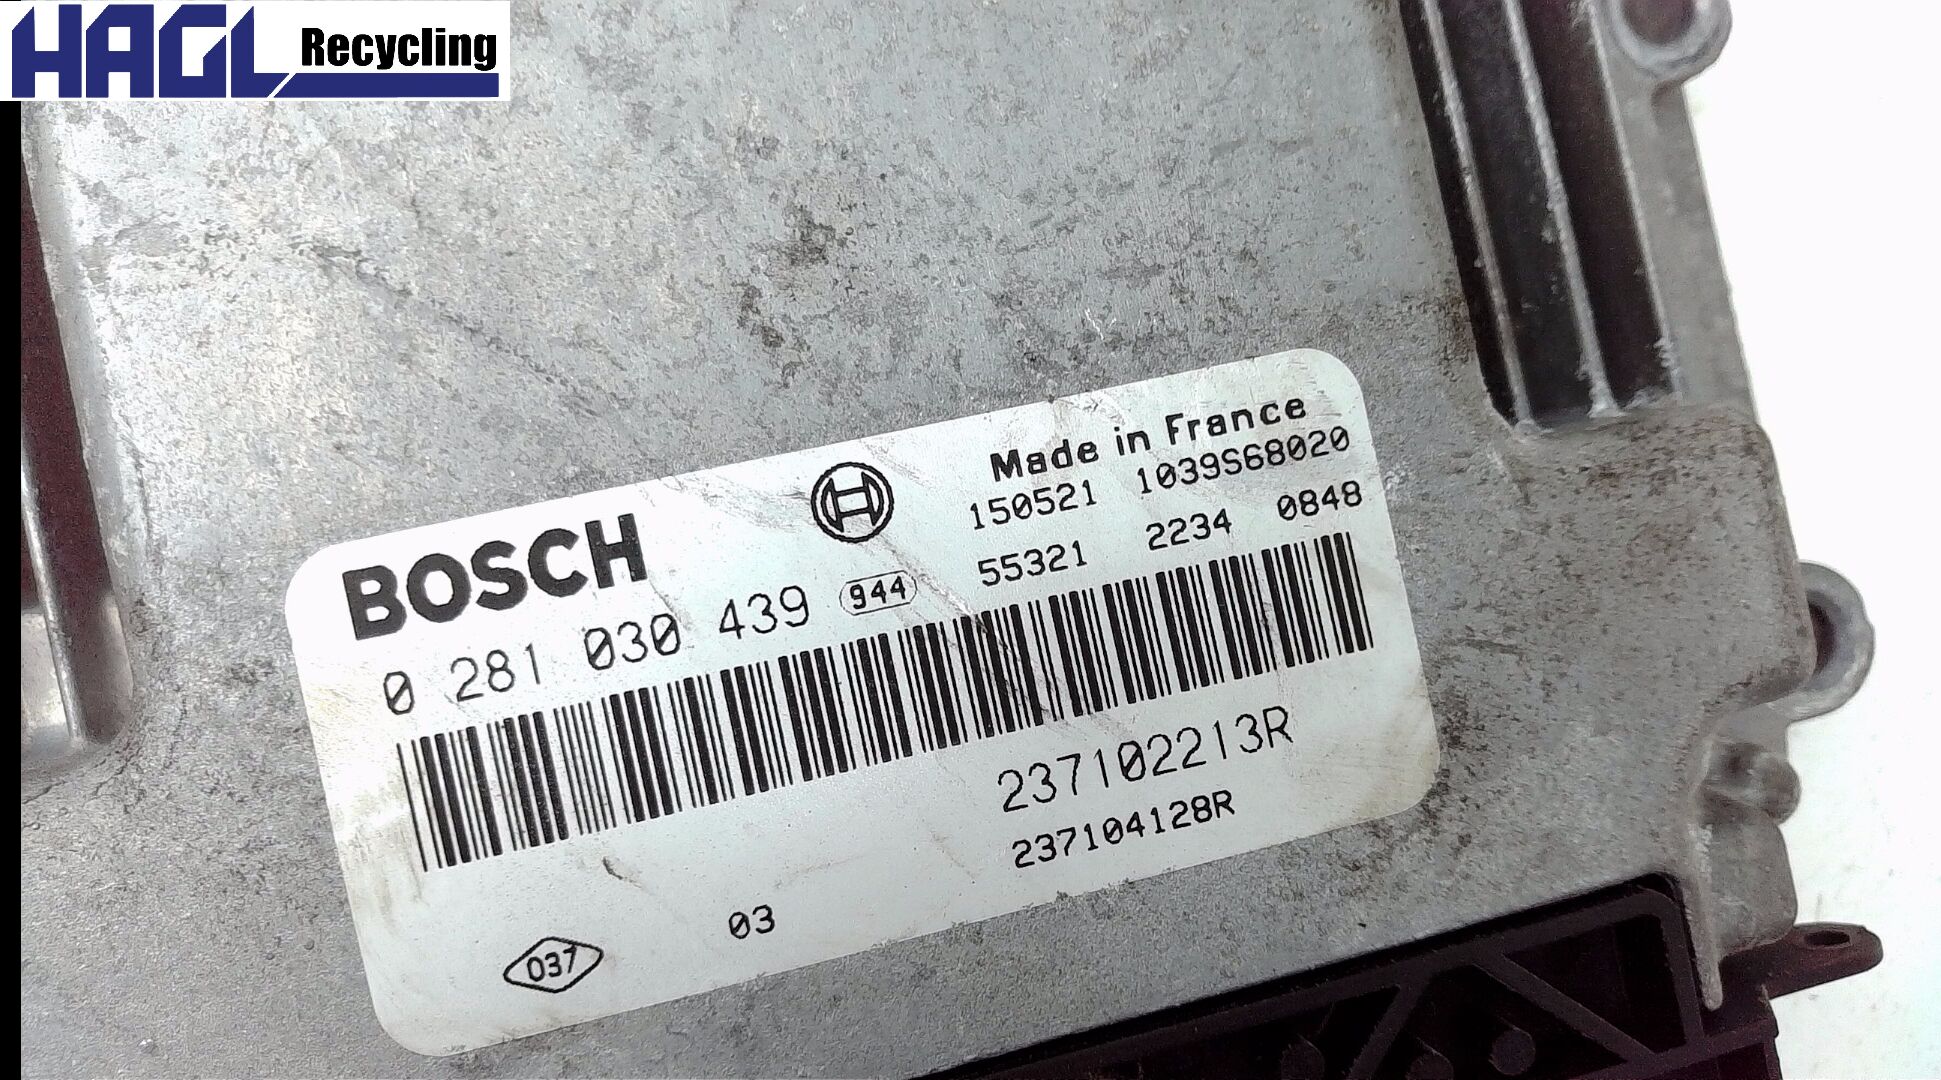 HAGL Recycling
Made in France
150521 1039S68020
BOSCH
55321 2234 0848
0 281 030 439 944
237102213R
237104128R
03
037